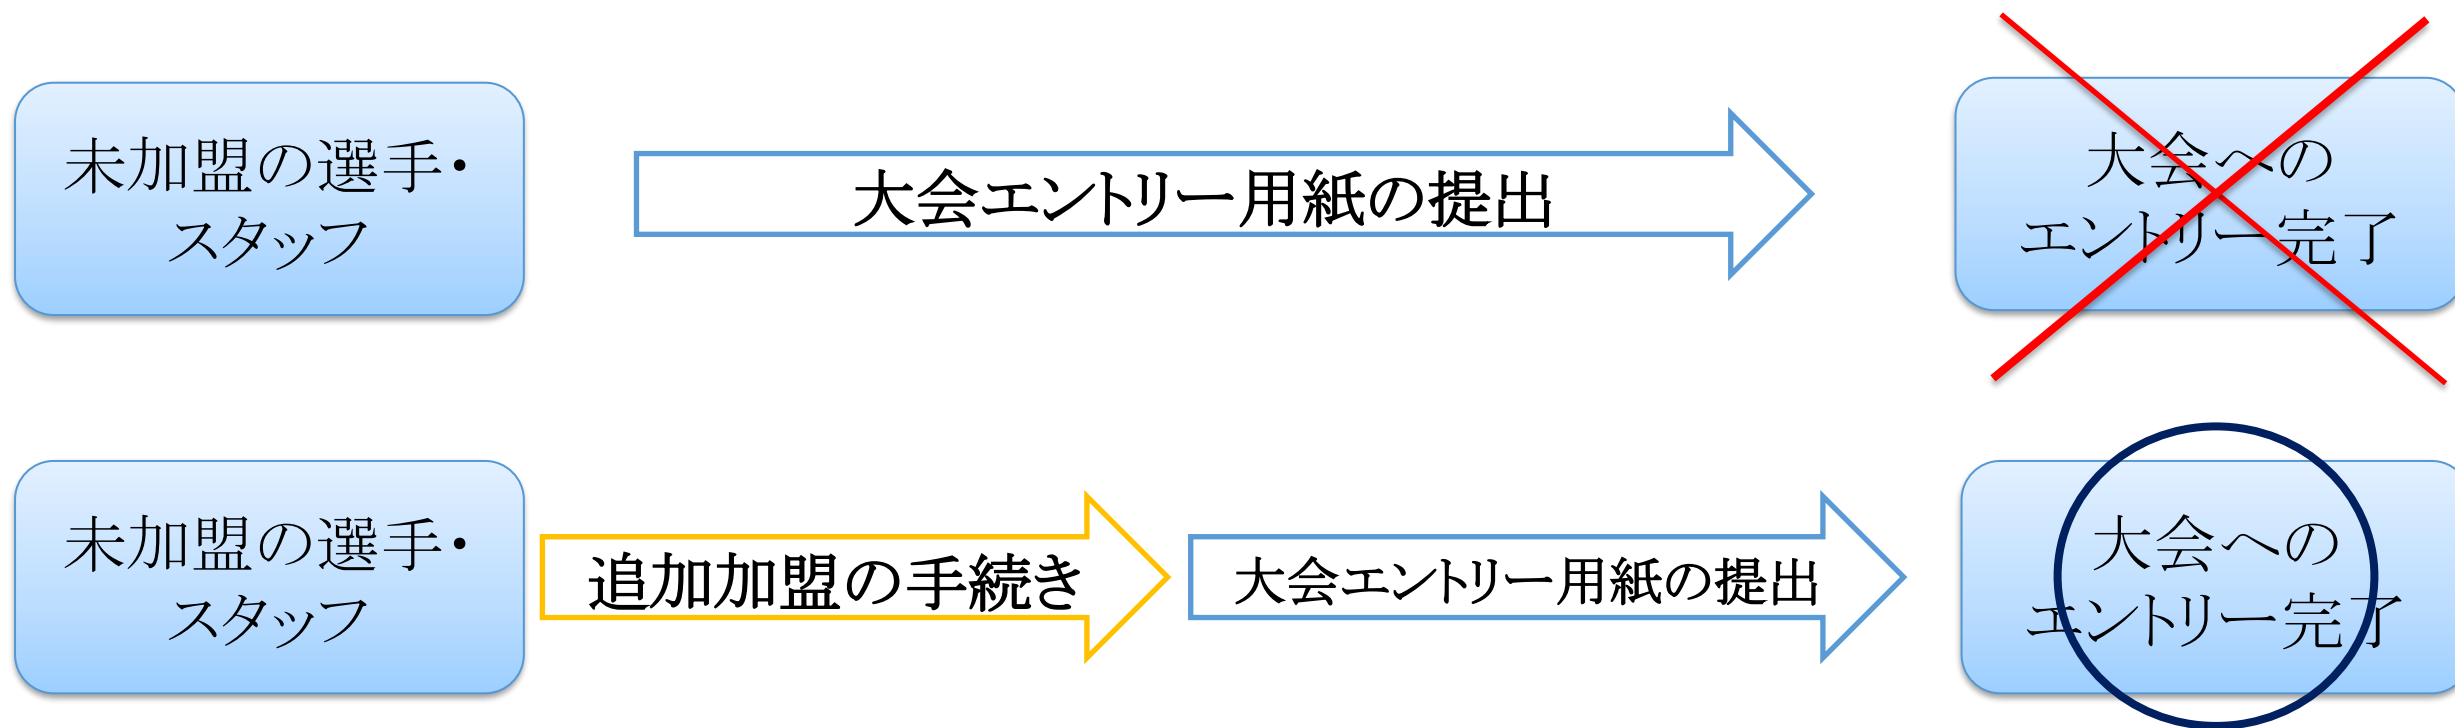 未加盟の選手・
スタッフ
大会エントリー用紙の提出
大会への
エントリー完了
未加盟の選手・
スタッフ
追加加盟の手続き
大会エントリー用紙の提出
大会への
エントリー完了